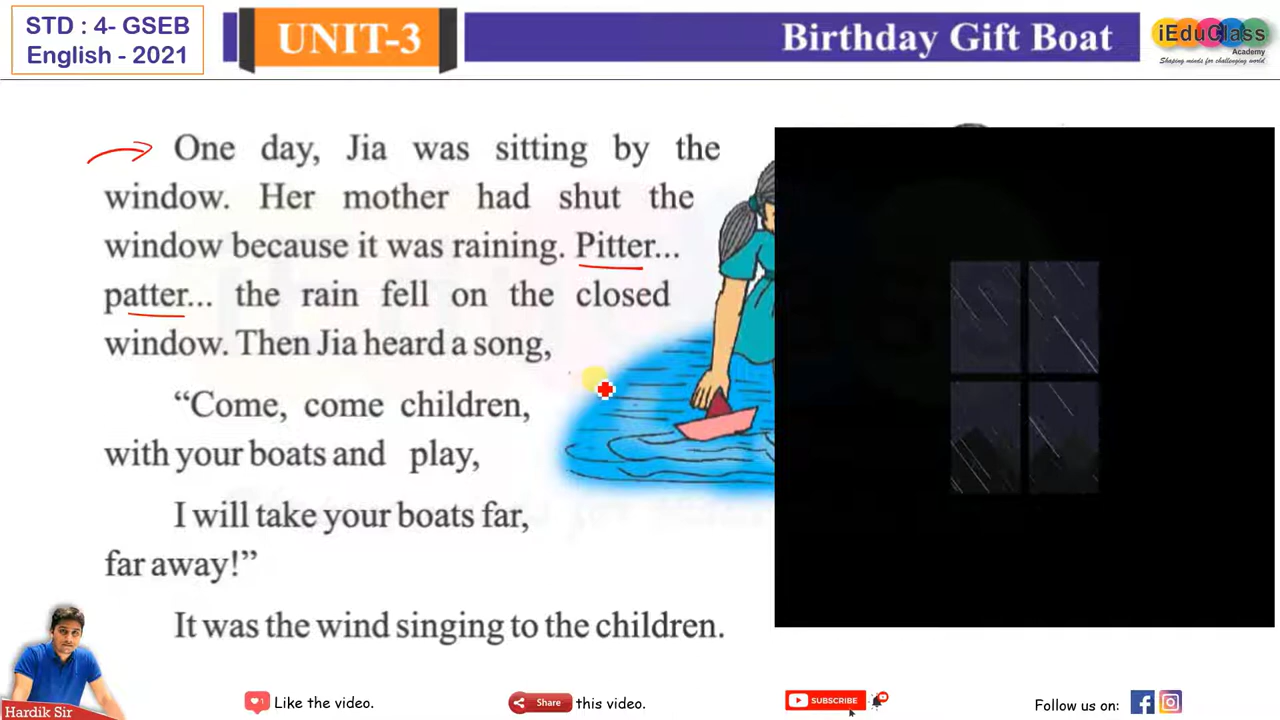 STD : 4- GSEB
English - 2021
UNIT-3
Birthday Gift Boat
iEduClass
Academy
Shaping minds for challenging world
One day, Jia was sitting by the
window. Her mother had shut the
window because it was raining. Pitter...
patter... the rain fell on the closed
window. Then Jia heard a song,
“Come, come children,
with your boats and play,
I will take your boats far,
far away!”
It was the wind singing to the children.
Hardik Sir
Like the video.
Share this video.
SUBSCRIBE
Follow us on: